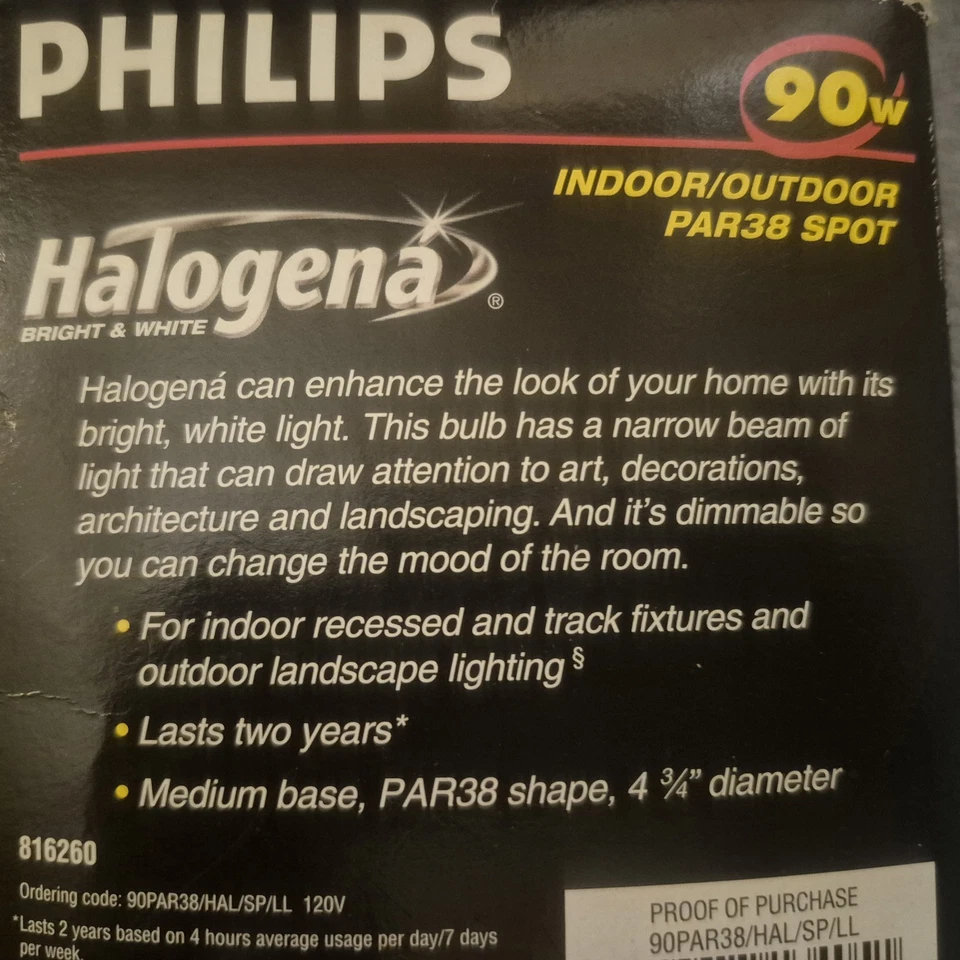 PHILIPS
90W
INDOOR/OUTDOOR
PAR38 SPOT
Halogená®
BRIGHT & WHITE
Halogená can enhance the look of your home with its
bright, white light. This bulb has a narrow beam of
light that can draw attention to art, decorations,
architecture and landscaping. And it's dimmable so
you can change the mood of the room.
• For indoor recessed and track fixtures and
outdoor landscape lighting §
• Lasts two years*
• Medium base, PAR38 shape, 4 ¾” diameter
816260
Ordering code: 90PAR38/HAL/SP/LL 120V
*Lasts 2 years based on 4 hours average usage per day/7 days
per week.
PROOF OF PURCHASE
90PAR38/HAL/SP/LL